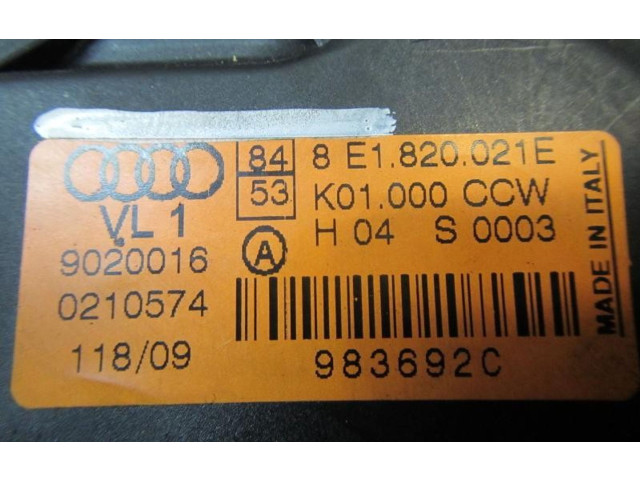 84 8 E1.820.021E
53 K01.000 CCW
VL 1
A H 04 S 0003
9020016
0210574
118/09
983692C
MADE IN ITALY